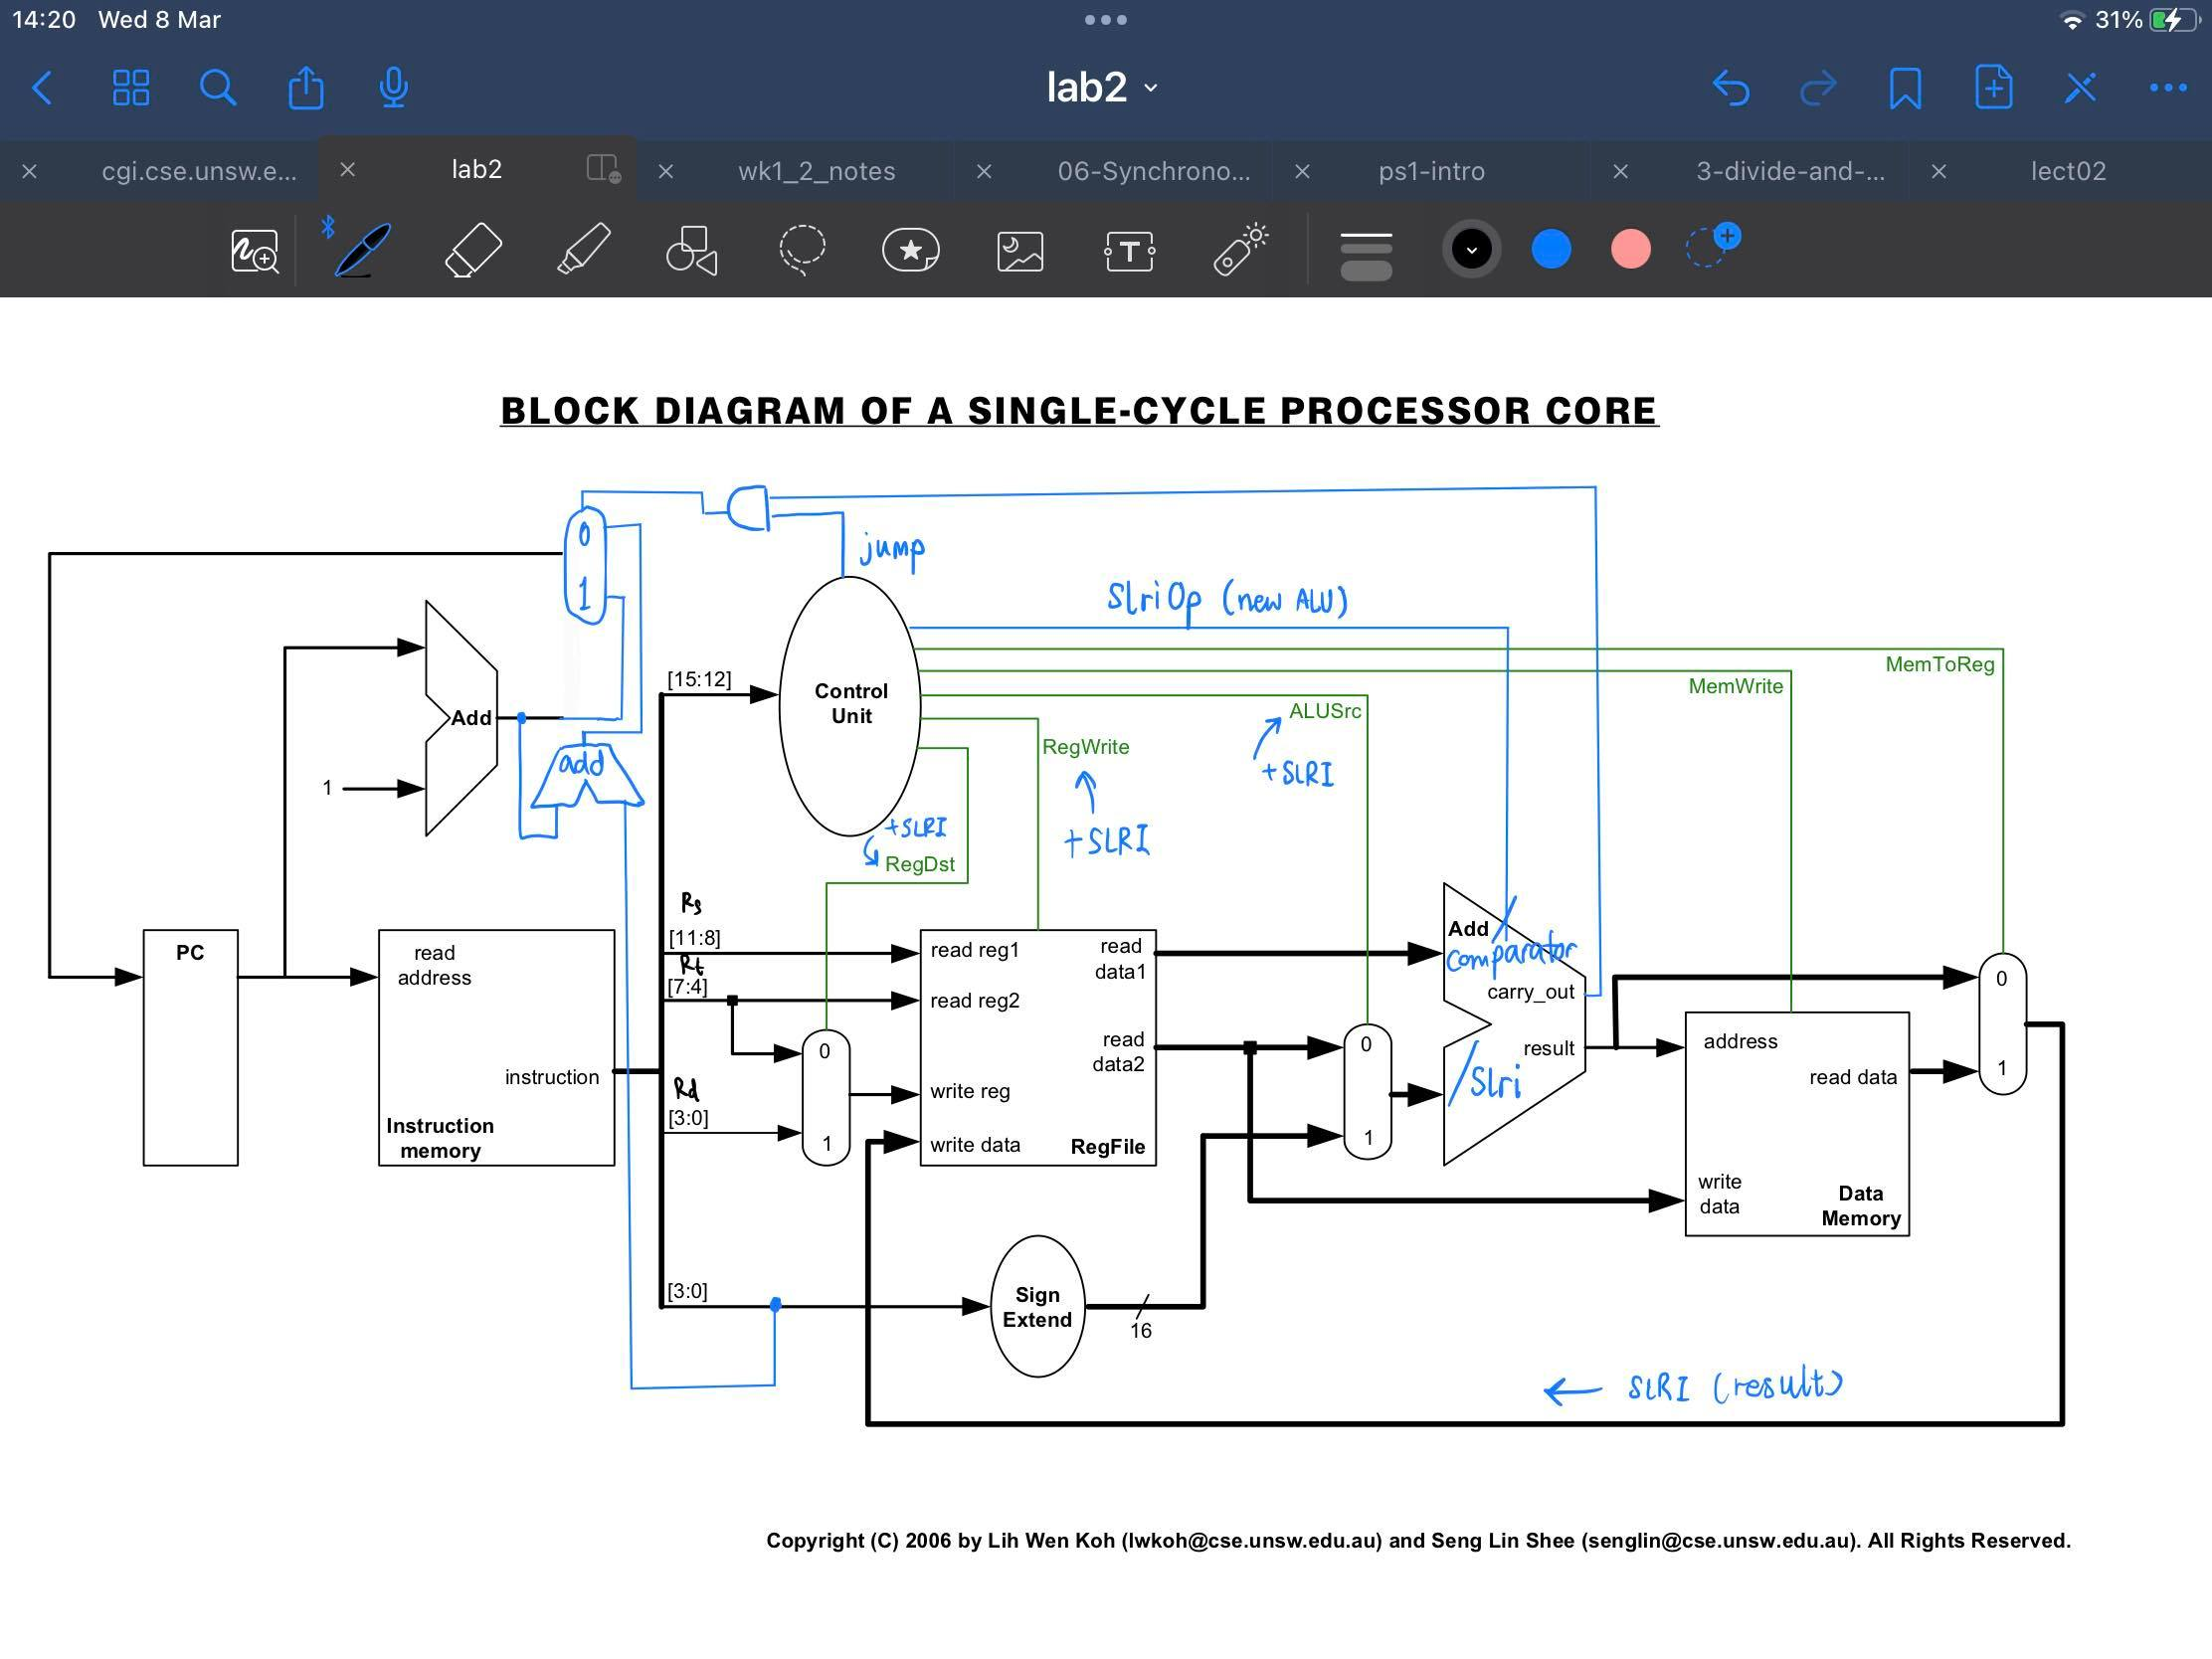 14:20 Wed 8 Mar
31%
lab2
cgi.cse.unsw.e...
lab2
wk1_2_notes
06-Synchrono...
ps1-intro
3-divide-and-...
lect02
T
BLOCK DIAGRAM OF A SINGLE-CYCLE PROCESSOR CORE
0
1
jump
SlriOp (new ALU)
MemToReg
MemWrite
ALUSrc
+SLRI
RegWrite
+SLRI
+SLRI
RegDst
[15:12]
Control
Unit
Add
1
add
PC
read
address
instruction
Instruction
memory
Rs
[11:8]
Rt
[7:4]
Rd
[3:0]
0
1
read reg1
read reg2
write reg
write data
read
data1
read
data2
RegFile
0
1
Add /
Comparator
carry_out
result
/Slri
address
read data
write
data
Data
Memory
0
1
[3:0]
Sign
Extend
16
← SLRI (result)
Copyright (C) 2006 by Lih Wen Koh (lwkoh@cse.unsw.edu.au) and Seng Lin Shee (senglin@cse.unsw.edu.au). All Rights Reserved.